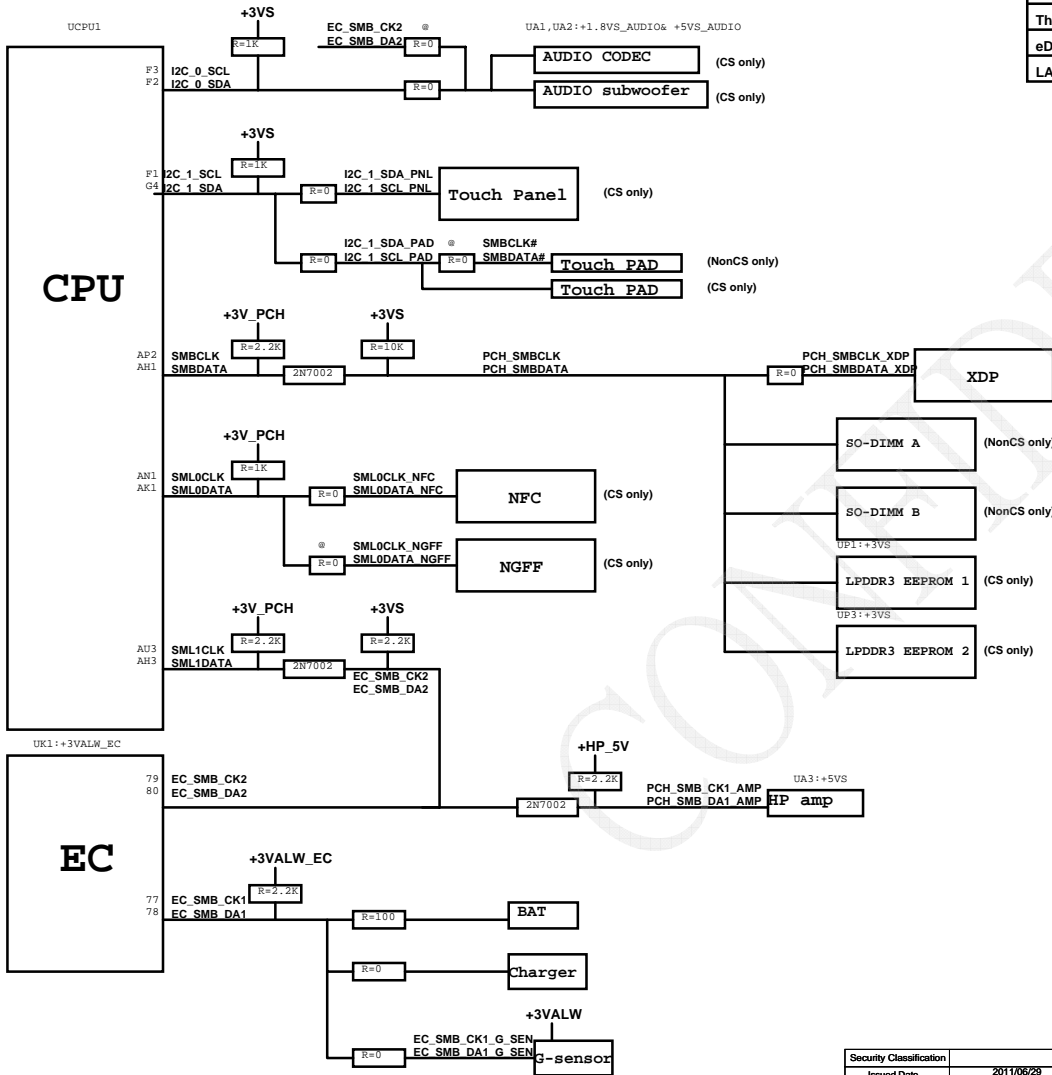 +3VS
UCPU1
EC_SMB_CK2 @
EC_SMB_DA2
UA1,UA2:+1.8VS_AUDIO& +5VS_AUDIO
Th
eD
LA
R=1K
R=0
AUDIO CODEC
(CS only)
F3 I2C_0_SCL
F2 I2C_0_SDA
R=0
AUDIO subwoofer
(CS only)
+3VS
R=1K
F1 I2C_1_SCL
G4 I2C_1_SDA
R=0
I2C_1_SDA_PNL
I2C_1_SCL_PNL
Touch Panel
(CS only)
R=0
I2C_1_SDA_PAD @
I2C_1_SCL_PAD
R=0
SMBCLK#
SMBDATA#
Touch PAD
(NonCS only)
Touch PAD
(CS only)
CPU
+3V_PCH
+3VS
R=2.2K
R=10K
AP2 SMBCLK
AH1 SMBDATA
2N7002
PCH_SMBCLK
PCH_SMBDATA
R=0
PCH_SMBCLK_XDP
PCH_SMBDATA_XDP
XDP
SO-DIMM A
(NonCS only)
+3V_PCH
R=1K
AN1 SML0CLK
AK1 SML0DATA
R=0
SML0CLK_NFC
SML0DATA_NFC
NFC
(CS only)
SO-DIMM B
(NonCS only)
@
R=0
SML0CLK_NGFF
SML0DATA_NGFF
NGFF
(CS only)
UP1:+3VS
LPDDR3 EEPROM 1
(CS only)
UP3:+3VS
LPDDR3 EEPROM 2
(CS only)
+3V_PCH
+3VS
R=2.2K
R=2.2K
AU3 SML1CLK
AH3 SML1DATA
2N7002
EC_SMB_CK2
EC_SMB_DA2
UK1:+3VALW_EC
79 EC_SMB_CK2
80 EC_SMB_DA2
+HP_5V
R=2.2K
2N7002
PCH_SMB_CK1_AMP
PCH_SMB_DA1_AMP
UA3:+5VS
HP amp
EC
+3VALW_EC
R=2.2K
77 EC_SMB_CK1
78 EC_SMB_DA1
R=100
BAT
R=0
Charger
+3VALW
R=0
EC_SMB_CK1_G_SEN
EC_SMB_DA1_G_SEN
G-sensor
CONFID
Security Classification
Issued Date 2011/06/29